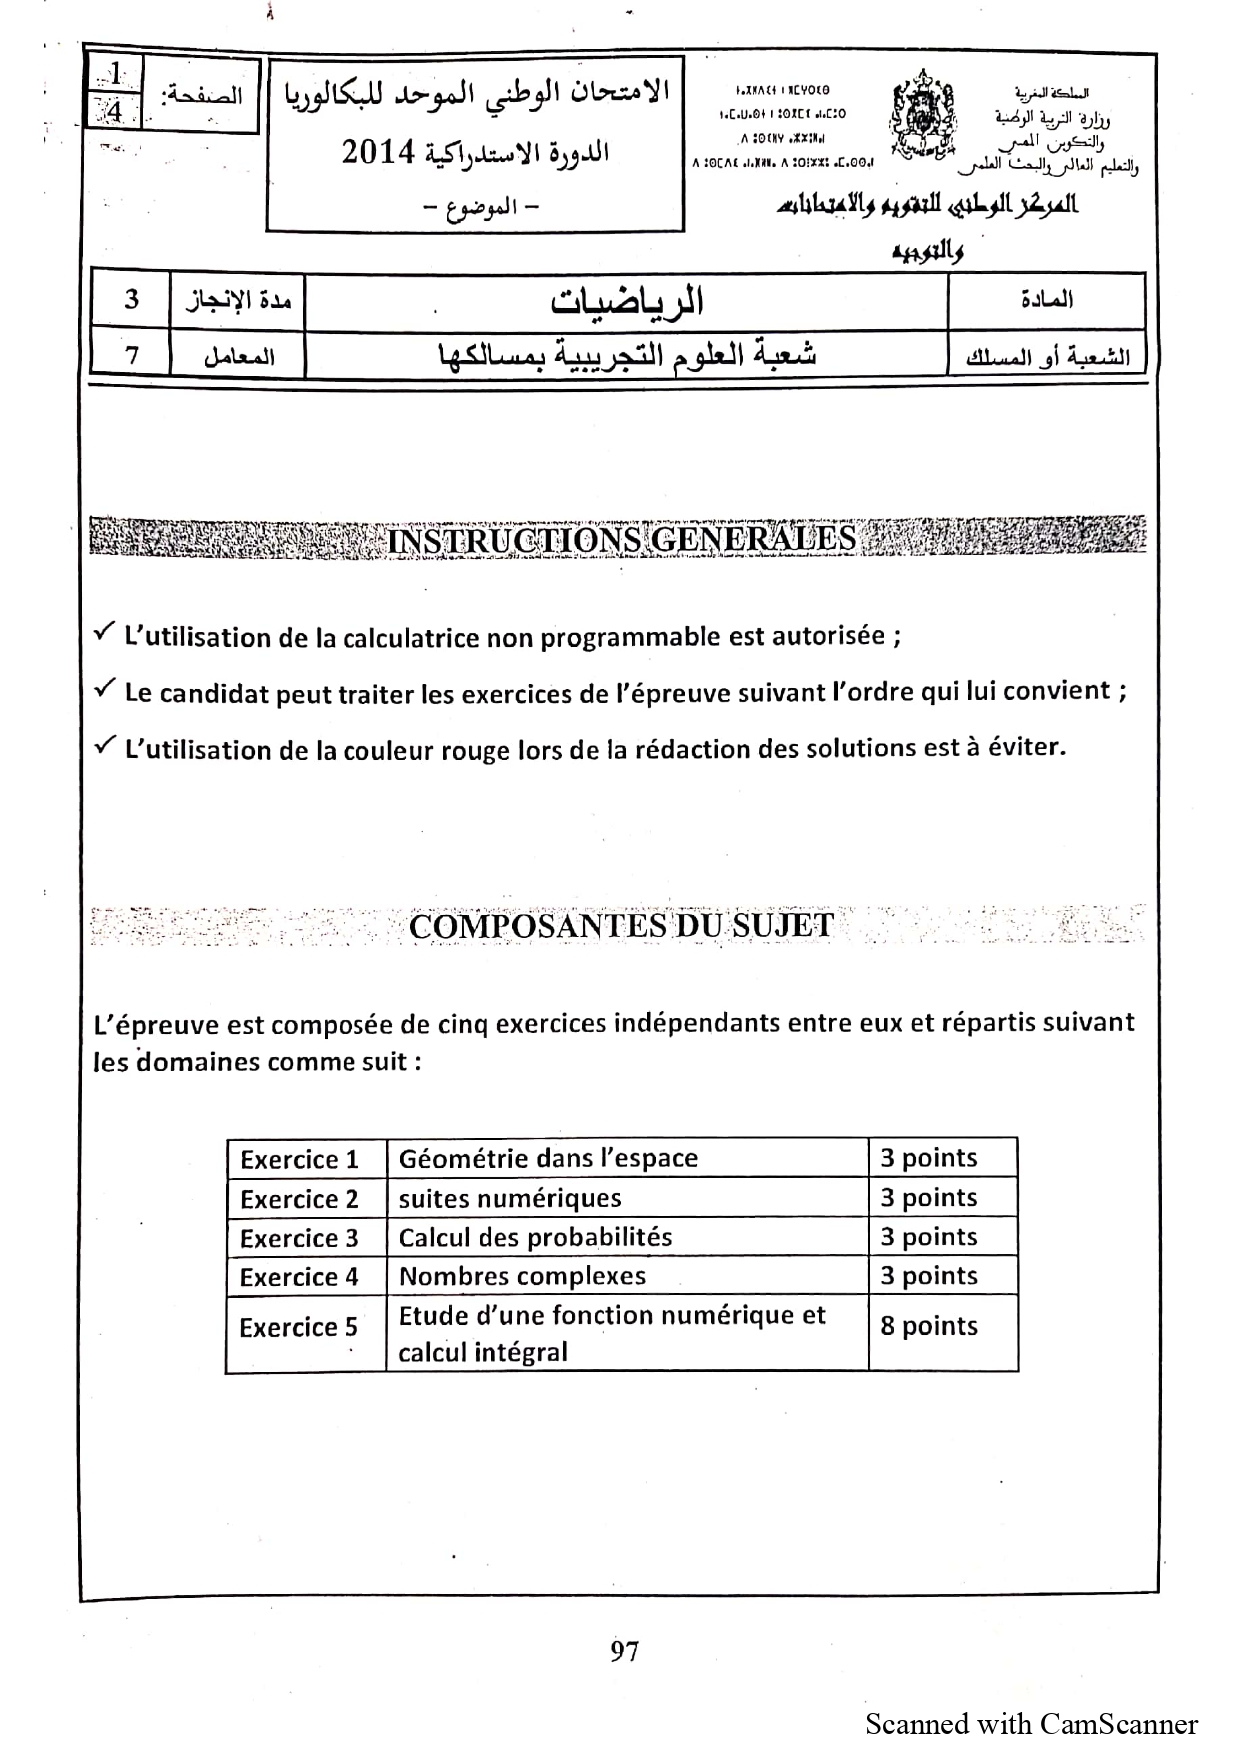 1
4
الصفحة:
الامتحان الوطني الموحد للبكالوريا
الدورة الاستدراكية 2014
– الموضوع –
المملكة المغربية
وزارة التربية الوطنية
والتكوين المهني
والتعليم العالي والبحث العلمي
المركز الوطني للتقويم والامتحانات
والتوجيه
المادة الرياضيات مدة الإنجاز 3
الشعبة أو المسلك شعبة العلوم التجريبية بمسالكها المعامل 7
INSTRUCTIONS GENERALES
✓ L’utilisation de la calculatrice non programmable est autorisée ;
✓ Le candidat peut traiter les exercices de l’épreuve suivant l’ordre qui lui convient ;
✓ L’utilisation de la couleur rouge lors de la rédaction des solutions est à éviter.
COMPOSANTES DU SUJET
L’épreuve est composée de cinq exercices indépendants entre eux et répartis suivant
les domaines comme suit :
Exercice 1 Géométrie dans l’espace 3 points
Exercice 2 suites numériques 3 points
Exercice 3 Calcul des probabilités 3 points
Exercice 4 Nombres complexes 3 points
Exercice 5 Etude d’une fonction numérique et calcul intégral 8 points
97
Scanned with CamScanner